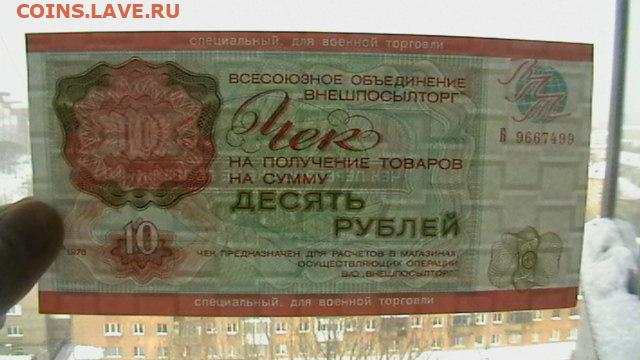 COINS.LAVE.RU
специальный, для военной торговли
ВСЕСОЮЗНОЕ ОБЪЕДИНЕНИЕ
"ВНЕШПОСЫЛТОРГ"
ВПТ
Чек
Б 9667499
НА ПОЛУЧЕНИЕ ТОВАРОВ
НА СУММУ
ДЕСЯТЬ
РУБЛЕЙ
10
10
1976
ЧЕК ПРЕДНАЗНАЧЕН ДЛЯ РАСЧЕТОВ В МАГАЗИНАХ,
ОСУЩЕСТВЛЯЮЩИХ ОПЕРАЦИИ
В/О „ВНЕШПОСЫЛТОРГ"
специальный, для военной торговли